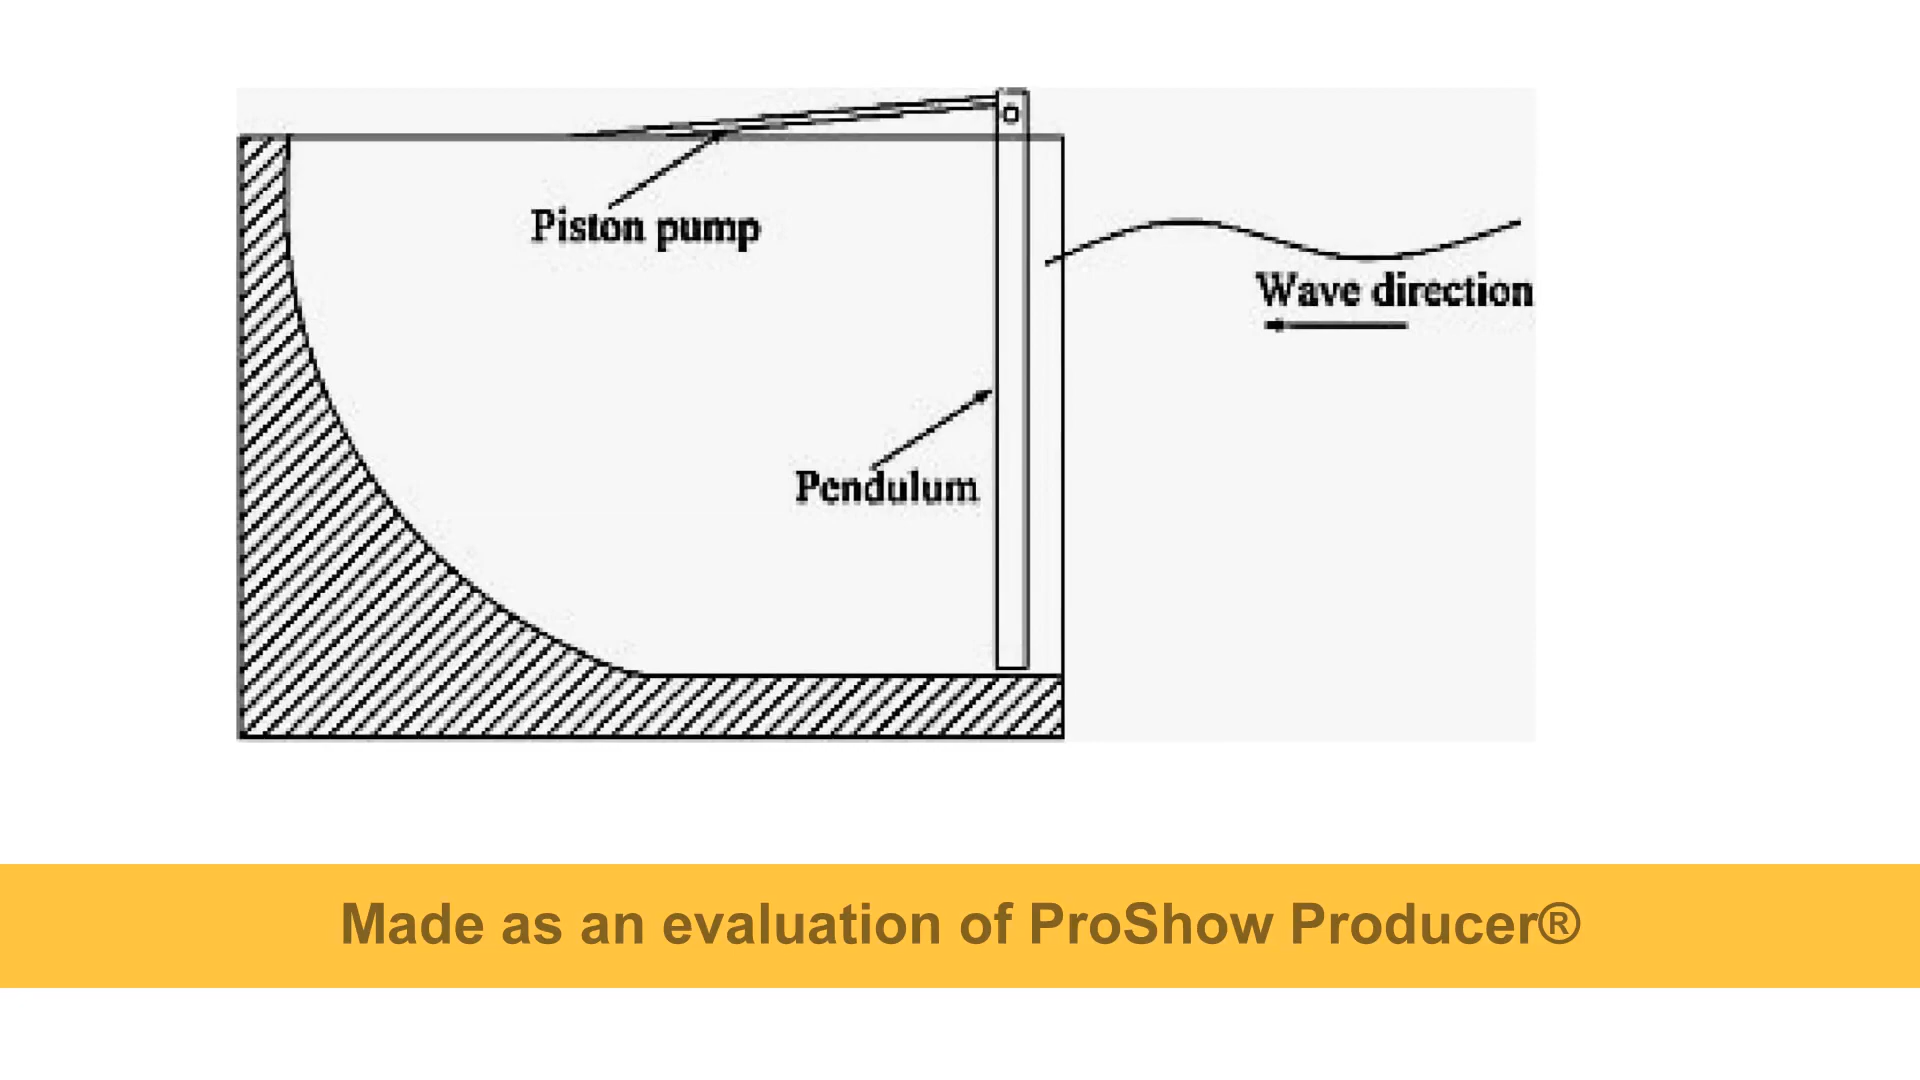 Piston pump
Wave direction
Pendulum
Made as an evaluation of ProShow Producer®